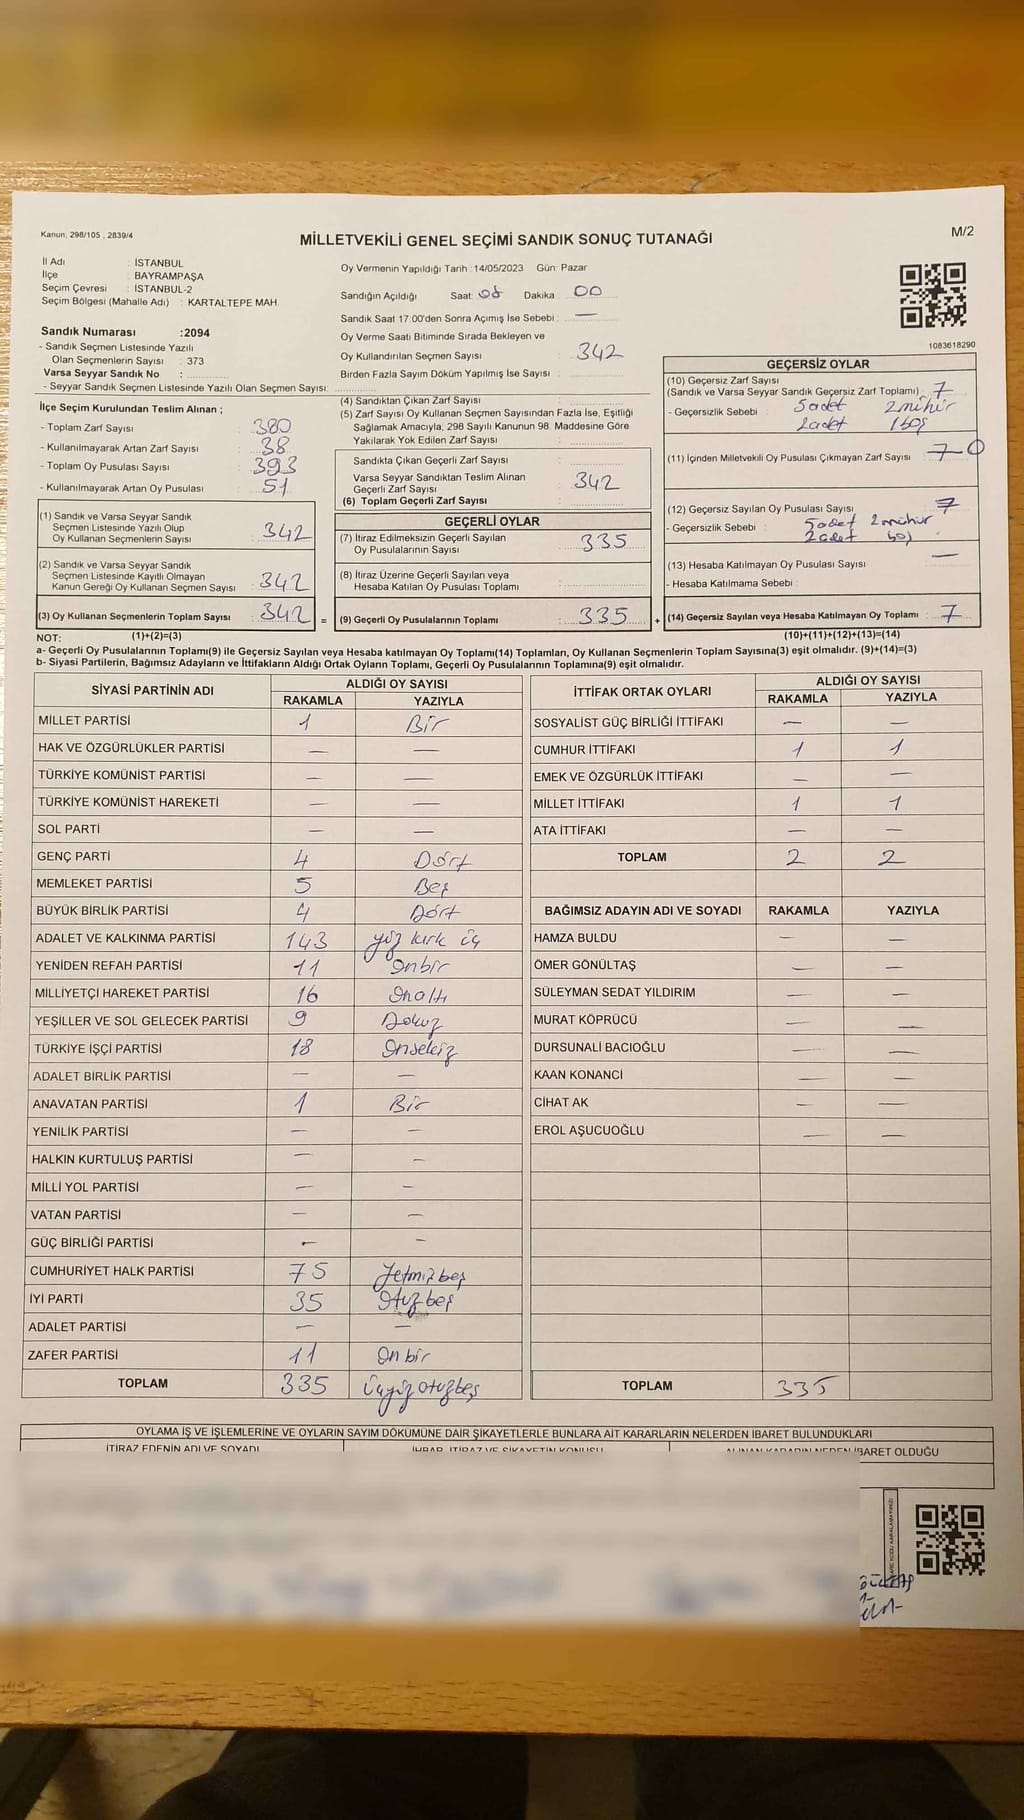 Kanun: 298/105 , 2839/4
MİLLETVEKİLİ GENEL SEÇİMİ SANDIK SONUÇ TUTANAĞI
M/2
İl Adı : İSTANBUL
İlçe : BAYRAMPAŞA
Seçim Çevresi : İSTANBUL-2
Seçim Bölgesi (Mahalle Adı) : KARTALTEPE MAH.
Sandık Numarası :2094
- Sandık Seçmen Listesinde Yazılı
Olan Seçmenlerin Sayısı : 373
Varsa Seyyar Sandık No :
- Seyyar Sandık Seçmen Listesinde Yazılı Olan Seçmen Sayısı:
Oy Vermenin Yapıldığı Tarih :14/05/2023 Gün: Pazar
Sandığın Açıldığı Saat: 08 Dakika : 00
Sandık Saat 17:00'den Sonra Açımış İse Sebebi : —
Oy Verme Saati Bitiminde Sırada Bekleyen ve
Oy Kullandırılan Seçmen Sayısı : 342
Birden Fazla Sayım Döküm Yapılmış İse Sayısı :
1083618290
İlçe Seçim Kurulundan Teslim Alınan ;
- Toplam Zarf Sayısı : 380
- Kullanılmayarak Artan Zarf Sayısı : 38
- Toplam Oy Pusulası Sayısı : 393
- Kullanılmayarak Artan Oy Pusulası : 51
(4) Sandıktan Çıkan Zarf Sayısı :
(5) Zarf Sayısı Oy Kullanan Seçmen Sayısından Fazla İse, Eşitliği
Sağlamak Amacıyla, 298 Sayılı Kanunun 98. Maddesine Göre
Yakılarak Yok Edilen Zarf Sayısı :
Sandıkta Çıkan Geçerli Zarf Sayısı :
Varsa Seyyar Sandıktan Teslim Alınan
Geçerli Zarf Sayısı : 342
(6) Toplam Geçerli Zarf Sayısı :
GEÇERSİZ OYLAR
(10) Geçersiz Zarf Sayısı
(Sandık ve Varsa Seyyar Sandık Geçersiz Zarf Toplamı) : 7
- Geçersizlik Sebebi : 5 adet 2 mühür
2 adet 1 boş
(11) İçinden Milletvekili Oy Pusulası Çıkmayan Zarf Sayısı : 7 0
(12) Geçersiz Sayılan Oy Pusulası Sayısı : 7
- Geçersizlik Sebebi : 5 adet 2 mühür
2 adet boş
(13) Hesaba Katılmayan Oy Pusulası Sayısı : —
- Hesaba Katılmama Sebebi :
(1) Sandık ve Varsa Seyyar Sandık
Seçmen Listesinde Yazılı Olup
Oy Kullanan Seçmenlerin Sayısı : 342
(2) Sandık ve Varsa Seyyar Sandık
Seçmen Listesinde Kayıtlı Olmayan
Kanun Gereği Oy Kullanan Seçmen Sayısı : 342
(3) Oy Kullanan Seçmenlerin Toplam Sayısı : 342 =
GEÇERLİ OYLAR
(7) İtiraz Edilmeksizin Geçerli Sayılan
Oy Pusulalarının Sayısı : 335
(8) İtiraz Üzerine Geçerli Sayılan veya
Hesaba Katılan Oy Pusulası Toplamı :
(9) Geçerli Oy Pusulalarının Toplamı : 335 +
(14) Geçersiz Sayılan veya Hesaba Katılmayan Oy Toplamı : 7
NOT: (1)+(2)=(3) (10)+(11)+(12)+(13)=(14)
a- Geçerli Oy Pusulalarının Toplamı(9) ile Geçersiz Sayılan veya Hesaba katılmayan Oy Toplamı(14) Toplamları, Oy Kullanan Seçmenlerin Toplam Sayısına(3) eşit olmalıdır. (9)+(14)=(3)
b- Siyasi Partilerin, Bağımsız Adayların ve İttifakların Aldığı Ortak Oyların Toplamı, Geçerli Oy Pusulalarının Toplamına(9) eşit olmalıdır.
SİYASİ PARTİNİN ADI ALDIĞI OY SAYISI
RAKAMLA YAZIYLA
MİLLET PARTİSİ 1 Bir
HAK VE ÖZGÜRLÜKLER PARTİSİ — —
TÜRKİYE KOMÜNİST PARTİSİ — —
TÜRKİYE KOMÜNİST HAREKETİ — —
SOL PARTİ — —
GENÇ PARTİ 4 Dört
MEMLEKET PARTİSİ 5 Beş
BÜYÜK BİRLİK PARTİSİ 4 Dört
ADALET VE KALKINMA PARTİSİ 143 yüz kırk üç
YENİDEN REFAH PARTİSİ 11 Onbir
MİLLİYETÇİ HAREKET PARTİSİ 16 Onaltı
YEŞİLLER VE SOL GELECEK PARTİSİ 9 Dokuz
TÜRKİYE İŞÇİ PARTİSİ 18 Onsekiz
ADALET BİRLİK PARTİSİ — —
ANAVATAN PARTİSİ 1 Bir
YENİLİK PARTİSİ — —
HALKIN KURTULUŞ PARTİSİ — —
MİLLİ YOL PARTİSİ — —
VATAN PARTİSİ — —
GÜÇ BİRLİĞİ PARTİSİ — —
CUMHURİYET HALK PARTİSİ 75 Yetmiş beş
İYİ PARTİ 35 Otuz beş
ADALET PARTİSİ — —
ZAFER PARTİSİ 11 On bir
TOPLAM 335 Üçyüzotuzbeş
İTTİFAK ORTAK OYLARI ALDIĞI OY SAYISI
RAKAMLA YAZIYLA
SOSYALİST GÜÇ BİRLİĞİ İTTİFAKI — —
CUMHUR İTTİFAKI 1 1
EMEK VE ÖZGÜRLÜK İTTİFAKI — —
MİLLET İTTİFAKI 1 1
ATA İTTİFAKI — —
TOPLAM 2 2
BAĞIMSIZ ADAYIN ADI VE SOYADI RAKAMLA YAZIYLA
HAMZA BULDU — —
ÖMER GÖNÜLTAŞ — —
SÜLEYMAN SEDAT YILDIRIM — —
MURAT KÖPRÜCÜ — —
DURSUNALİ BACIOĞLU — —
KAAN KONANCİ — —
CİHAT AK — —
EROL AŞUCUOĞLU — —
TOPLAM 335
OYLAMA İŞ VE İŞLEMLERİNE VE OYLARIN SAYIM DÖKÜMÜNE DAİR ŞİKAYETLERLE BUNLARA AİT KARARLARIN NELERDEN İBARET BULUNDUKLARI
İTİRAZ EDENİN ADI VE SOYADI İHBAR, İTİRAZ VE ŞİKAYETİN KONUSU ALINAN KARARIN NEDEN İBARET OLDUĞU